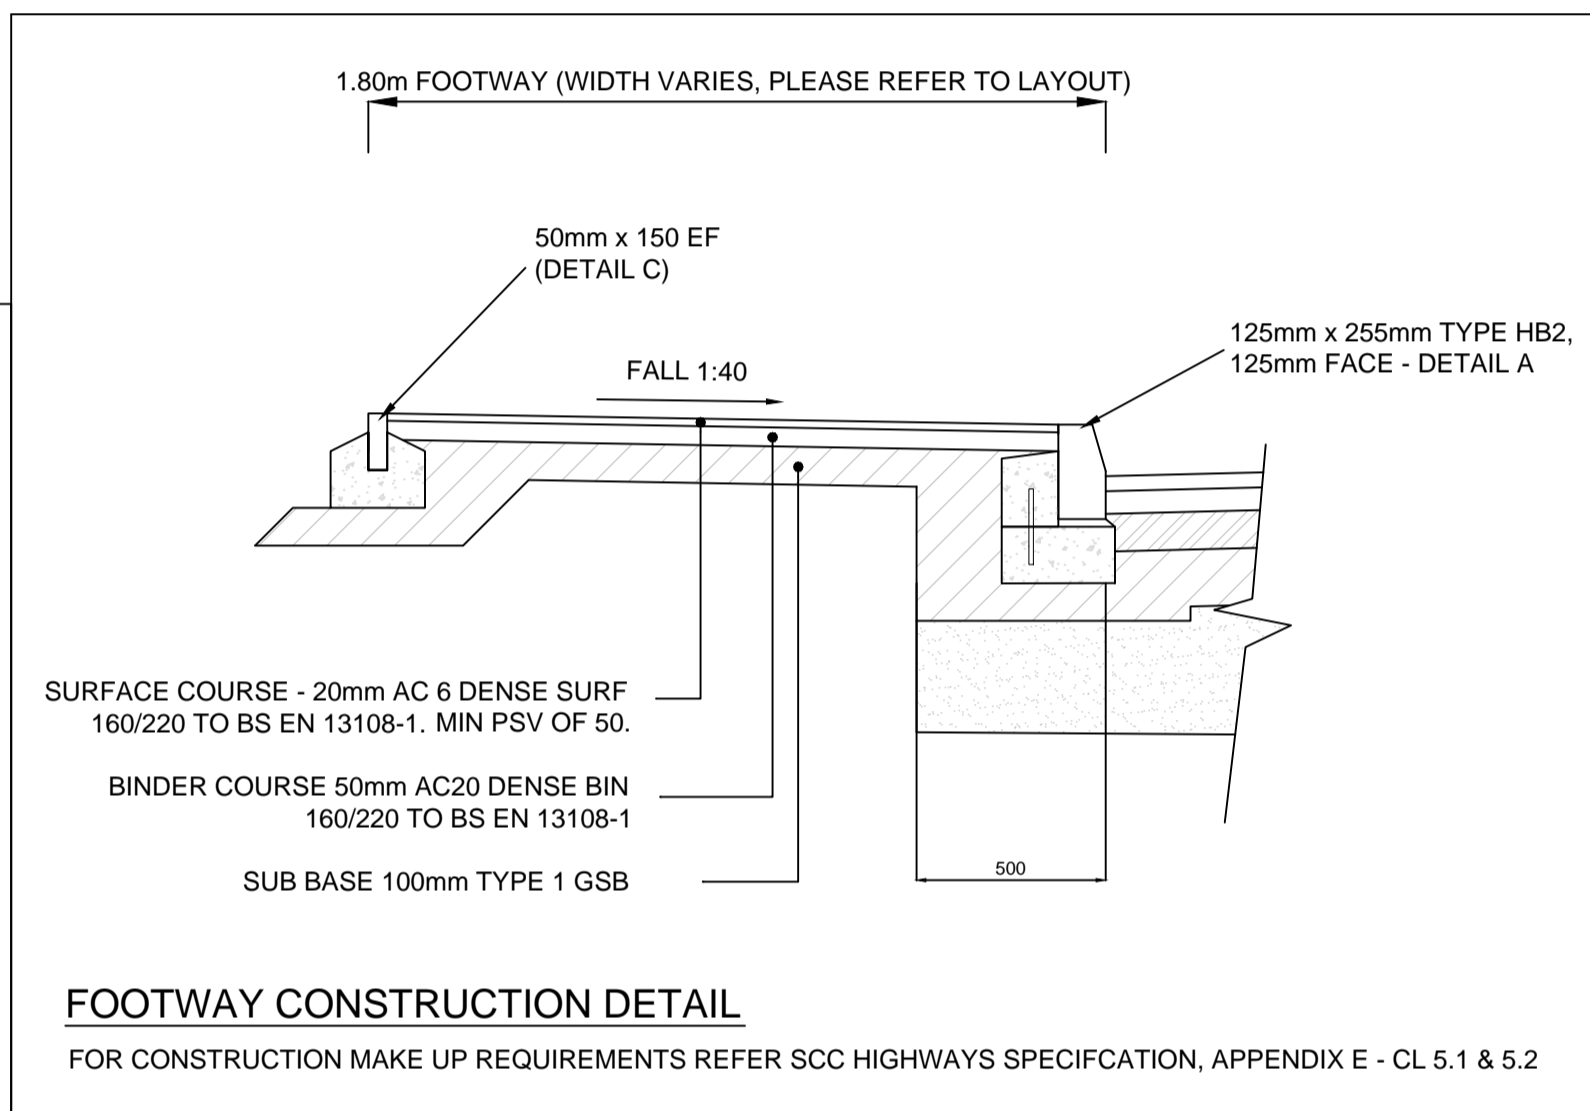 1.80m FOOTWAY (WIDTH VARIES, PLEASE REFER TO LAYOUT)
50mm x 150 EF
(DETAIL C)
125mm x 255mm TYPE HB2,
125mm FACE - DETAIL A
FALL 1:40
SURFACE COURSE - 20mm AC 6 DENSE SURF
160/220 TO BS EN 13108-1. MIN PSV OF 50.
BINDER COURSE 50mm AC20 DENSE BIN
160/220 TO BS EN 13108-1
SUB BASE 100mm TYPE 1 GSB
500
FOOTWAY CONSTRUCTION DETAIL
FOR CONSTRUCTION MAKE UP REQUIREMENTS REFER SCC HIGHWAYS SPECIFCATION, APPENDIX E - CL 5.1 & 5.2